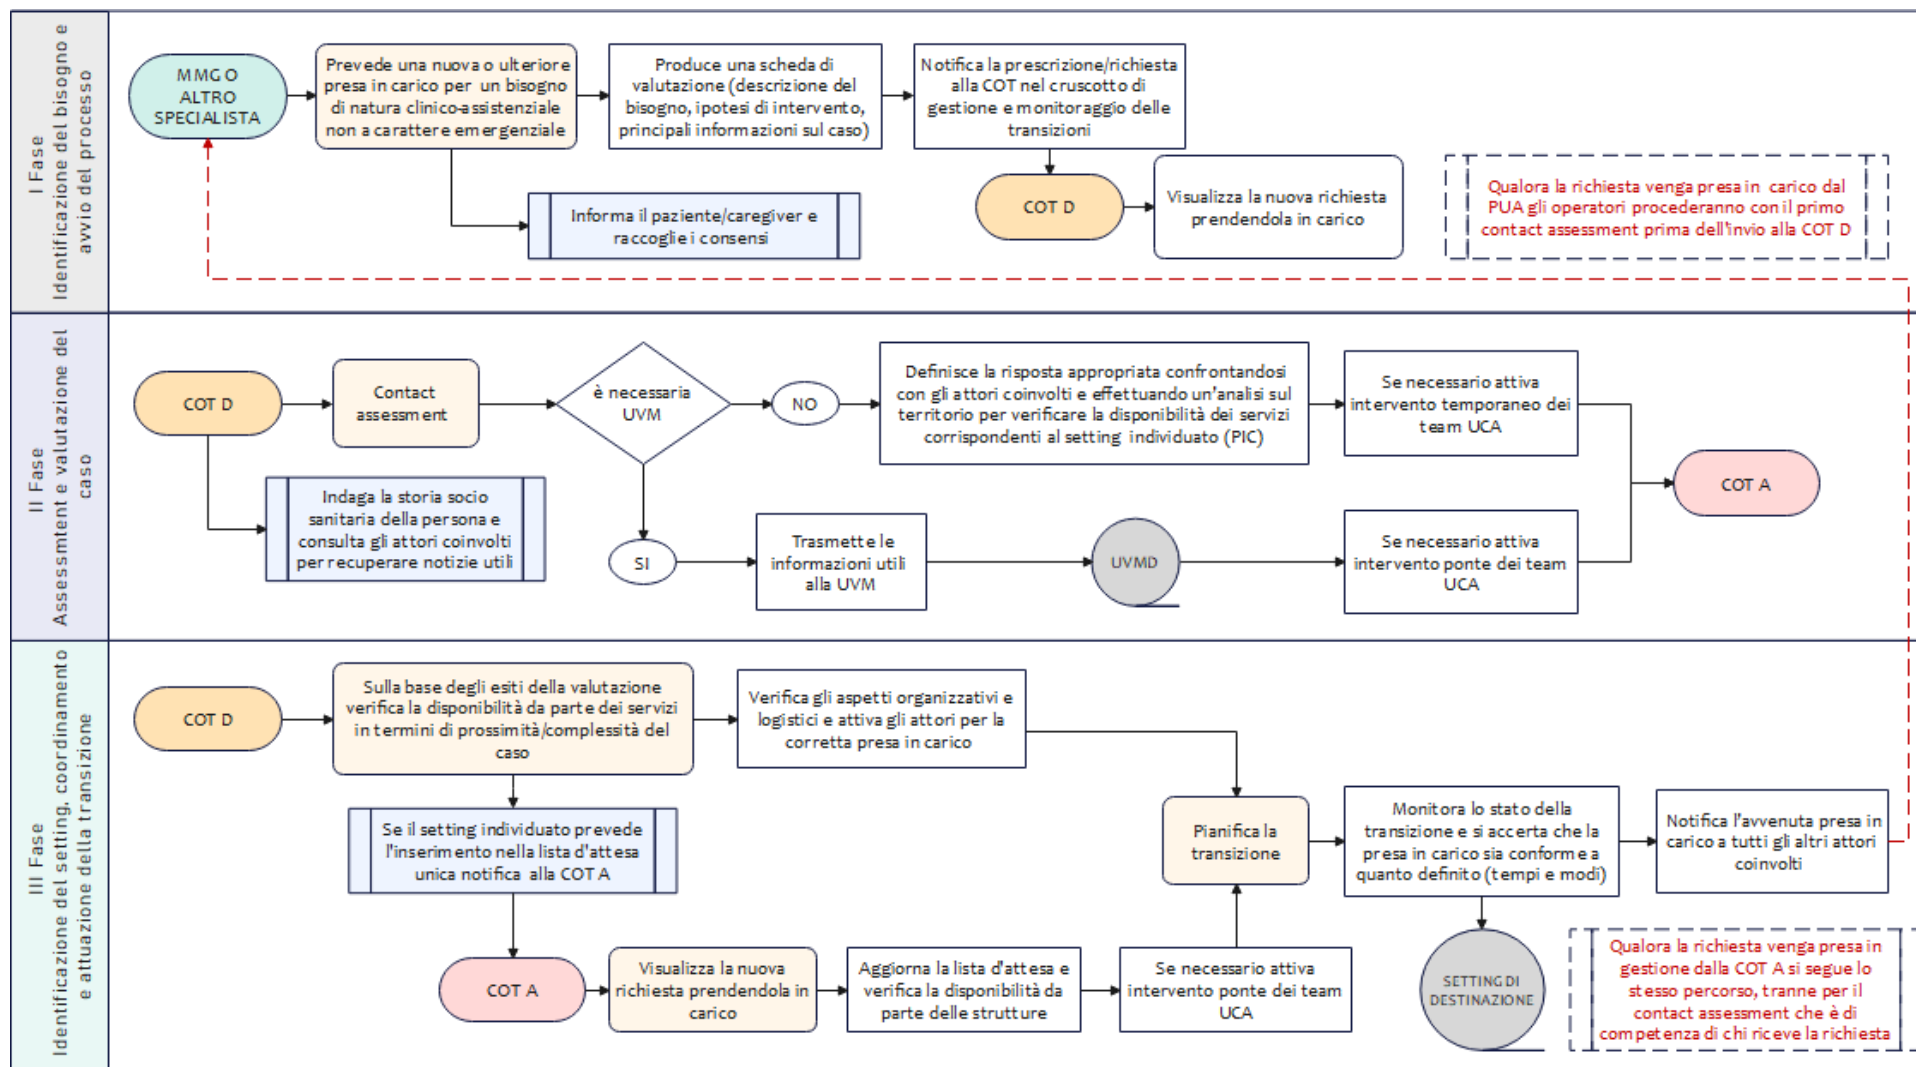 I Fase
Identificazione del bisogno e
avvio del processo
MMG O
ALTRO
SPECIALISTA
Prevede una nuova o ulteriore
presa in carico per un bisogno
di natura clinico-assistenziale
non a carattere emergenziale
Produce una scheda di
valutazione (descrizione del
bisogno, ipotesi di intervento,
principali informazioni sul caso)
Notifica la prescrizione/richiesta
alla COT nel cruscotto di
gestione e monitoraggio delle
transizioni
Informa il paziente/caregiver e
raccoglie i consensi
COT D
Visualizza la nuova richiesta
prendendola in carico
Qualora la richiesta venga presa in carico dal
PUA gli operatori procederanno con il primo
contact assessment prima dell'invio alla COT D
II Fase
Assessmtent e valutazione del
caso
COT D
Contact
assessment
è necessaria
UVM
NO
Definisce la risposta appropriata confrontandosi
con gli attori coinvolti e effettuando un'analisi sul
territorio per verificare la disponibilità dei servizi
corrispondenti al setting individuato (PIC)
Se necessario attiva
intervento temporaneo dei
team UCA
COT A
Indaga la storia socio
sanitaria della persona e
consulta gli attori coinvolti
per recuperare notizie utili
SI
Trasmette le
informazioni utili
alla UVM
UVMD
Se necessario attiva
intervento ponte dei team
UCA
III Fase
Identificazione del setting, coordinamento
e attuazione della transizione
COT D
Sulla base degli esiti della valutazione
verifica la disponibilità da parte dei servizi
in termini di prossimità/complessità del
caso
Verifica gli aspetti organizzativi e
logistici e attiva gli attori per la
corretta presa in carico
Se il setting individuato prevede
l'inserimento nella lista d'attesa
unica notifica alla COT A
Pianifica la
transizione
Monitora lo stato della
transizione e si accerta che la
presa in carico sia conforme a
quanto definito (tempi e modi)
Notifica l'avvenuta presa in
carico a tutti gli altri attori
coinvolti
COT A
Visualizza la nuova
richiesta prendendola in
carico
Aggiorna la lista d'attesa e
verifica la disponibilità da
parte delle strutture
Se necessario attiva
intervento ponte dei team
UCA
SETTING DI
DESTINAZIONE
Qualora la richiesta venga presa in
gestione dalla COT A si segue lo
stesso percorso, tranne per il
contact assessment che è di
competenza di chi riceve la richiesta